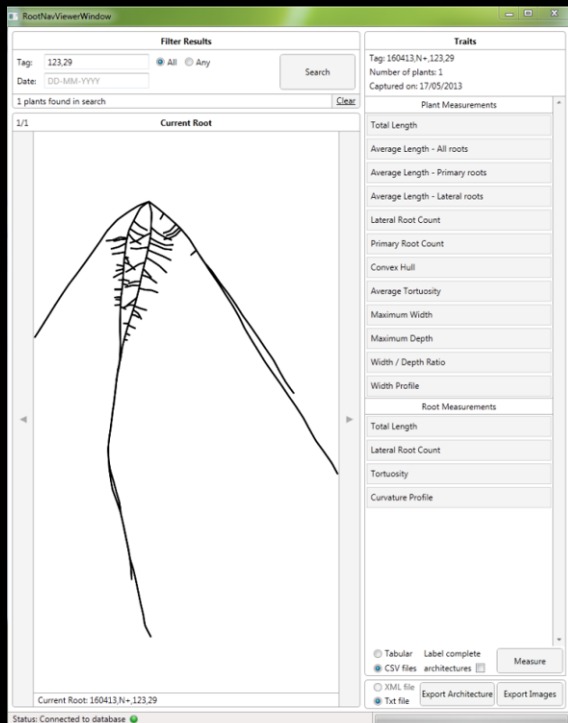 RootNavViewerWindow
Filter Results
Tag: 123,29 All Any
Date: DD-MM-YYYY
Search
1 plants found in search Clear
1/1 Current Root
Current Root: 160413,N+,123,29
Status: Connected to database
Traits
Tag: 160413,N+,123,29
Number of plants: 1
Captured on: 17/05/2013
Plant Measurements
Total Length
Average Length - All roots
Average Length - Primary roots
Average Length - Lateral roots
Lateral Root Count
Primary Root Count
Convex Hull
Average Tortuosity
Maximum Width
Maximum Depth
Width / Depth Ratio
Width Profile
Root Measurements
Total Length
Lateral Root Count
Tortuosity
Curvature Profile
Tabular Label complete
CSV files architectures
Measure
XML file
Txt file
Export Architecture
Export Images